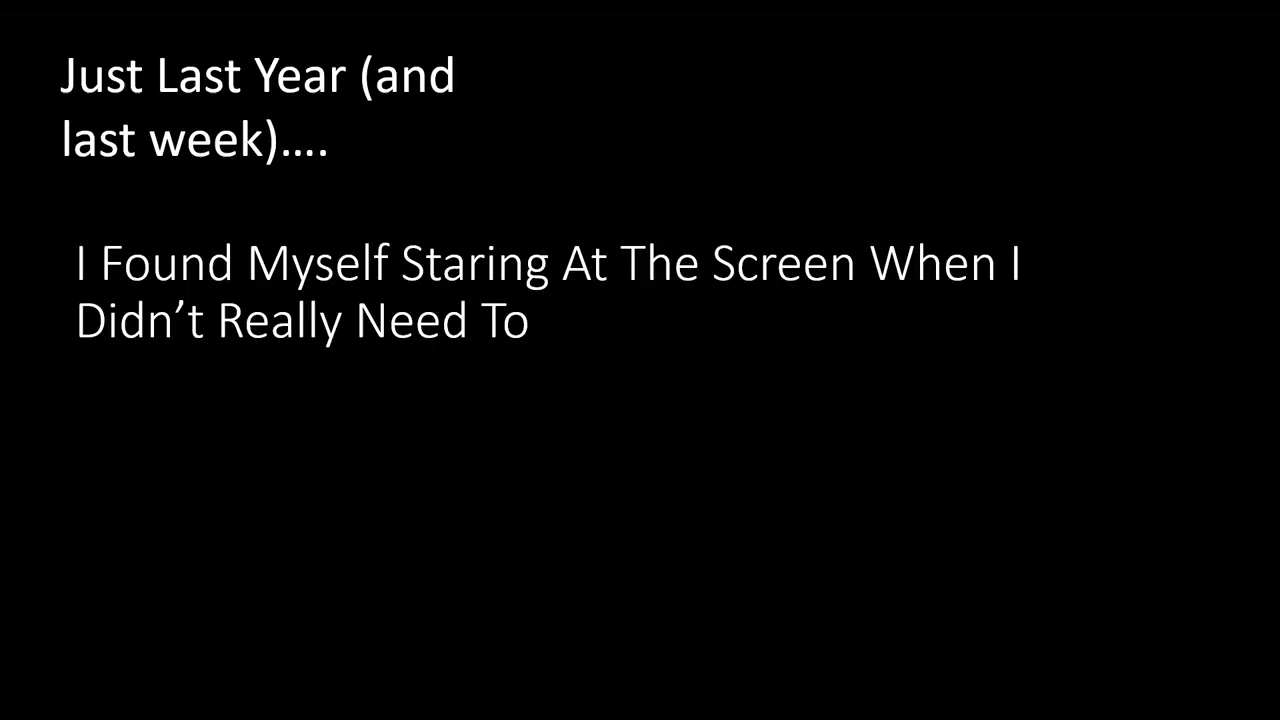 Just Last Year (and
last week)….
I Found Myself Staring At The Screen When I
Didn’t Really Need To